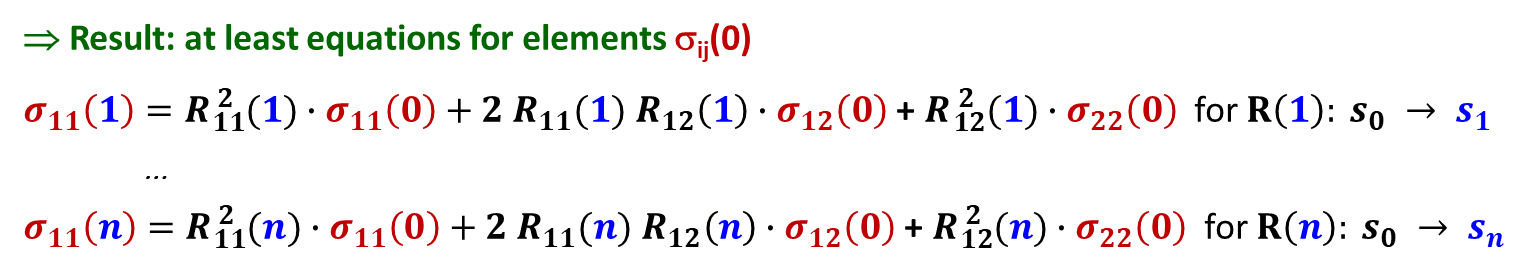 ⇒ Result: at least equations for elements σᵢⱼ(0)
σ₁₁(1) = R²₁₁(1) · σ₁₁(0) + 2 R₁₁(1) R₁₂(1) · σ₁₂(0) + R²₁₂(1) · σ₂₂(0) for R(1): s₀ → s₁
...
σ₁₁(n) = R²₁₁(n) · σ₁₁(0) + 2 R₁₁(n) R₁₂(n) · σ₁₂(0) + R²₁₂(n) · σ₂₂(0) for R(n): s₀ → sₙ